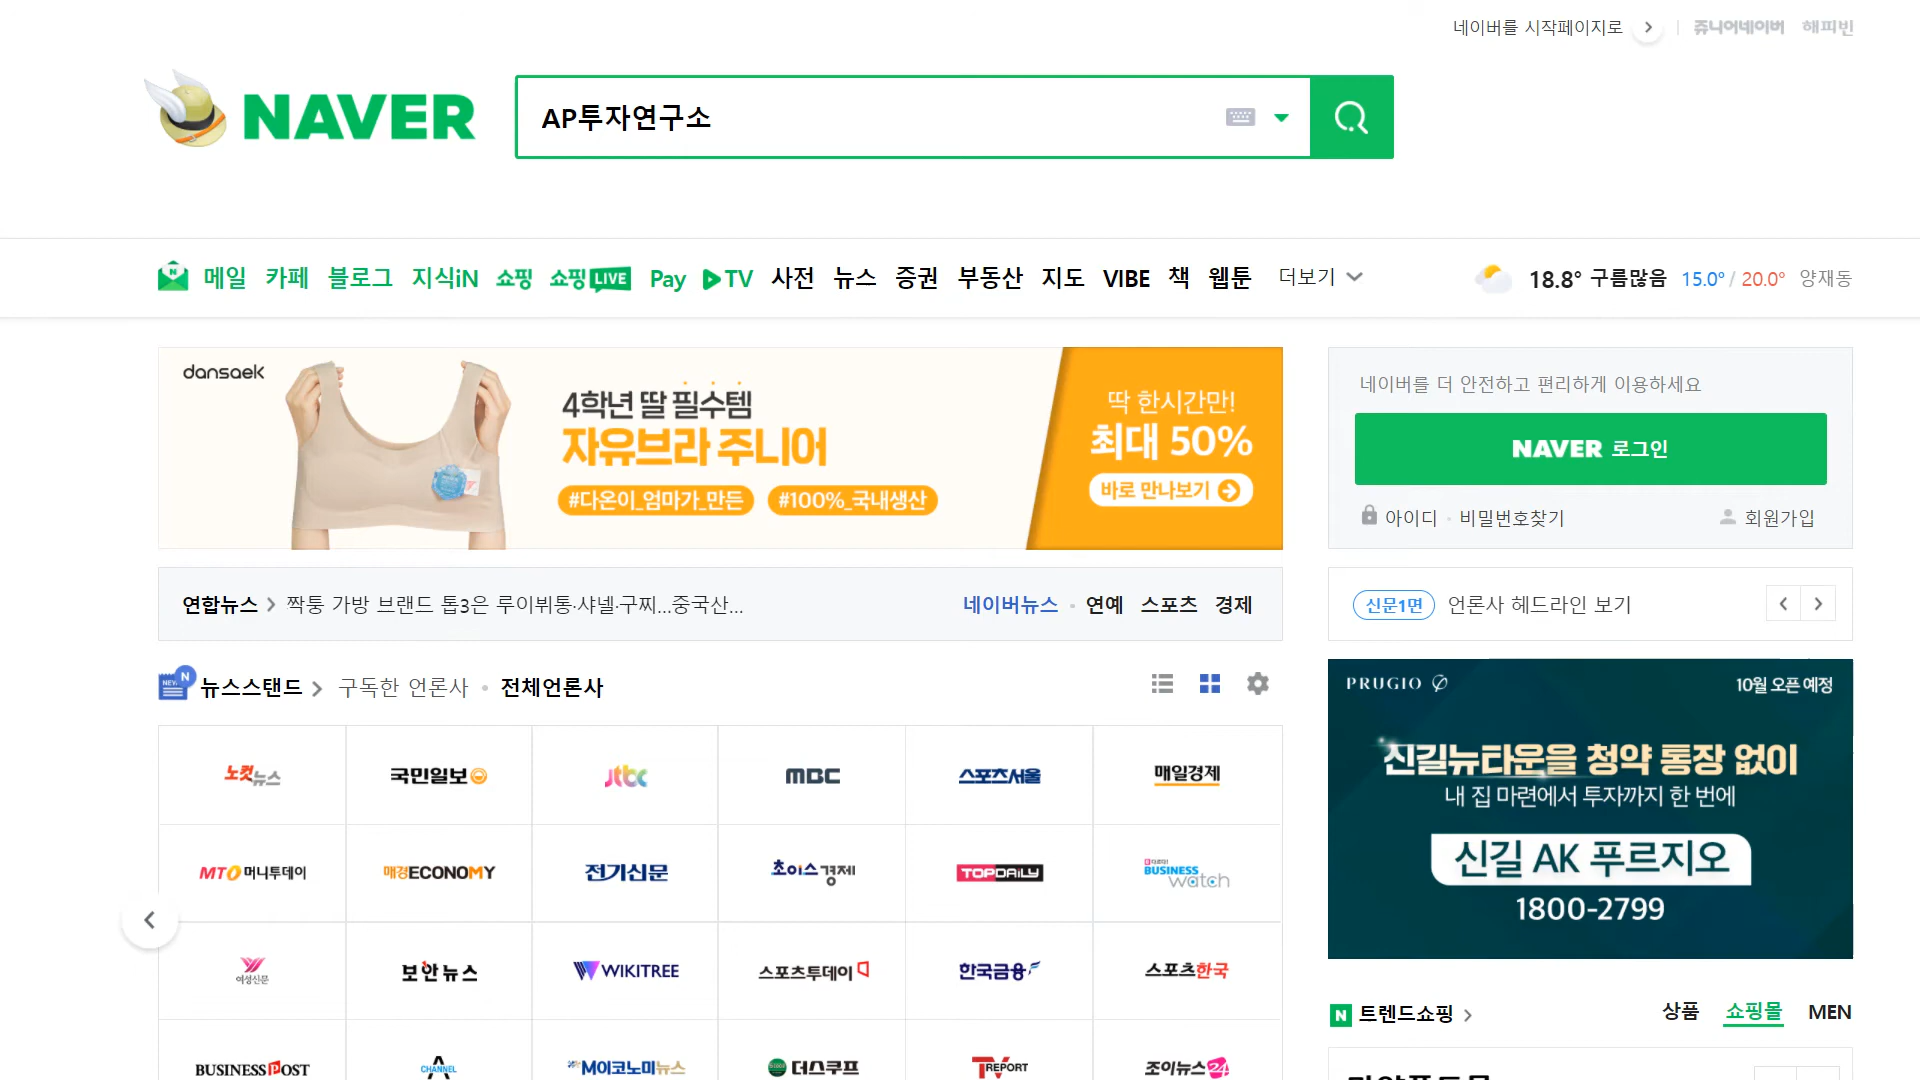 네이버를 시작페이지로
쥬니어네이버 해피빈
NAVER
AP투자연구소
메일 카페 블로그 지식iN 쇼핑 쇼핑LIVE Pay TV 사전 뉴스 증권 부동산 지도 VIBE 책 웹툰 더보기
18.8° 구름많음 15.0° / 20.0° 양재동
dansaek
4학년 딸 필수템
자유브라 주니어
#다온이_엄마가_만든 #100%_국내생산
딱 한시간만!
최대 50%
바로 만나보기
네이버를 더 안전하고 편리하게 이용하세요
NAVER 로그인
아이디 · 비밀번호찾기
회원가입
연합뉴스 > 짝퉁 가방 브랜드 톱3은 루이뷔통·샤넬·구찌...중국산...
네이버뉴스 · 연예 스포츠 경제
신문1면 언론사 헤드라인 보기
뉴스스탠드 > 구독한 언론사 · 전체언론사
노컷뉴스 국민일보 jtbc MBC 스포츠서울 매일경제
MTO 머니투데이 매경ECONOMY 전기신문 초이스경제 TOPDAILY BUSINESS watch
여성신문 보안뉴스 WIKITREE 스포츠투데이 한국금융 스포츠한국
BUSINESSPOST CHANNEL A M이코노미뉴스 더스쿠프 TVREPORT 조이뉴스24
PRUGIO
10월 오픈 예정
신길뉴타운을 청약 통장 없이
내 집 마련에서 투자까지 한 번에
신길 AK 푸르지오
1800-2799
N 트렌드쇼핑 >
상품 쇼핑몰 MEN